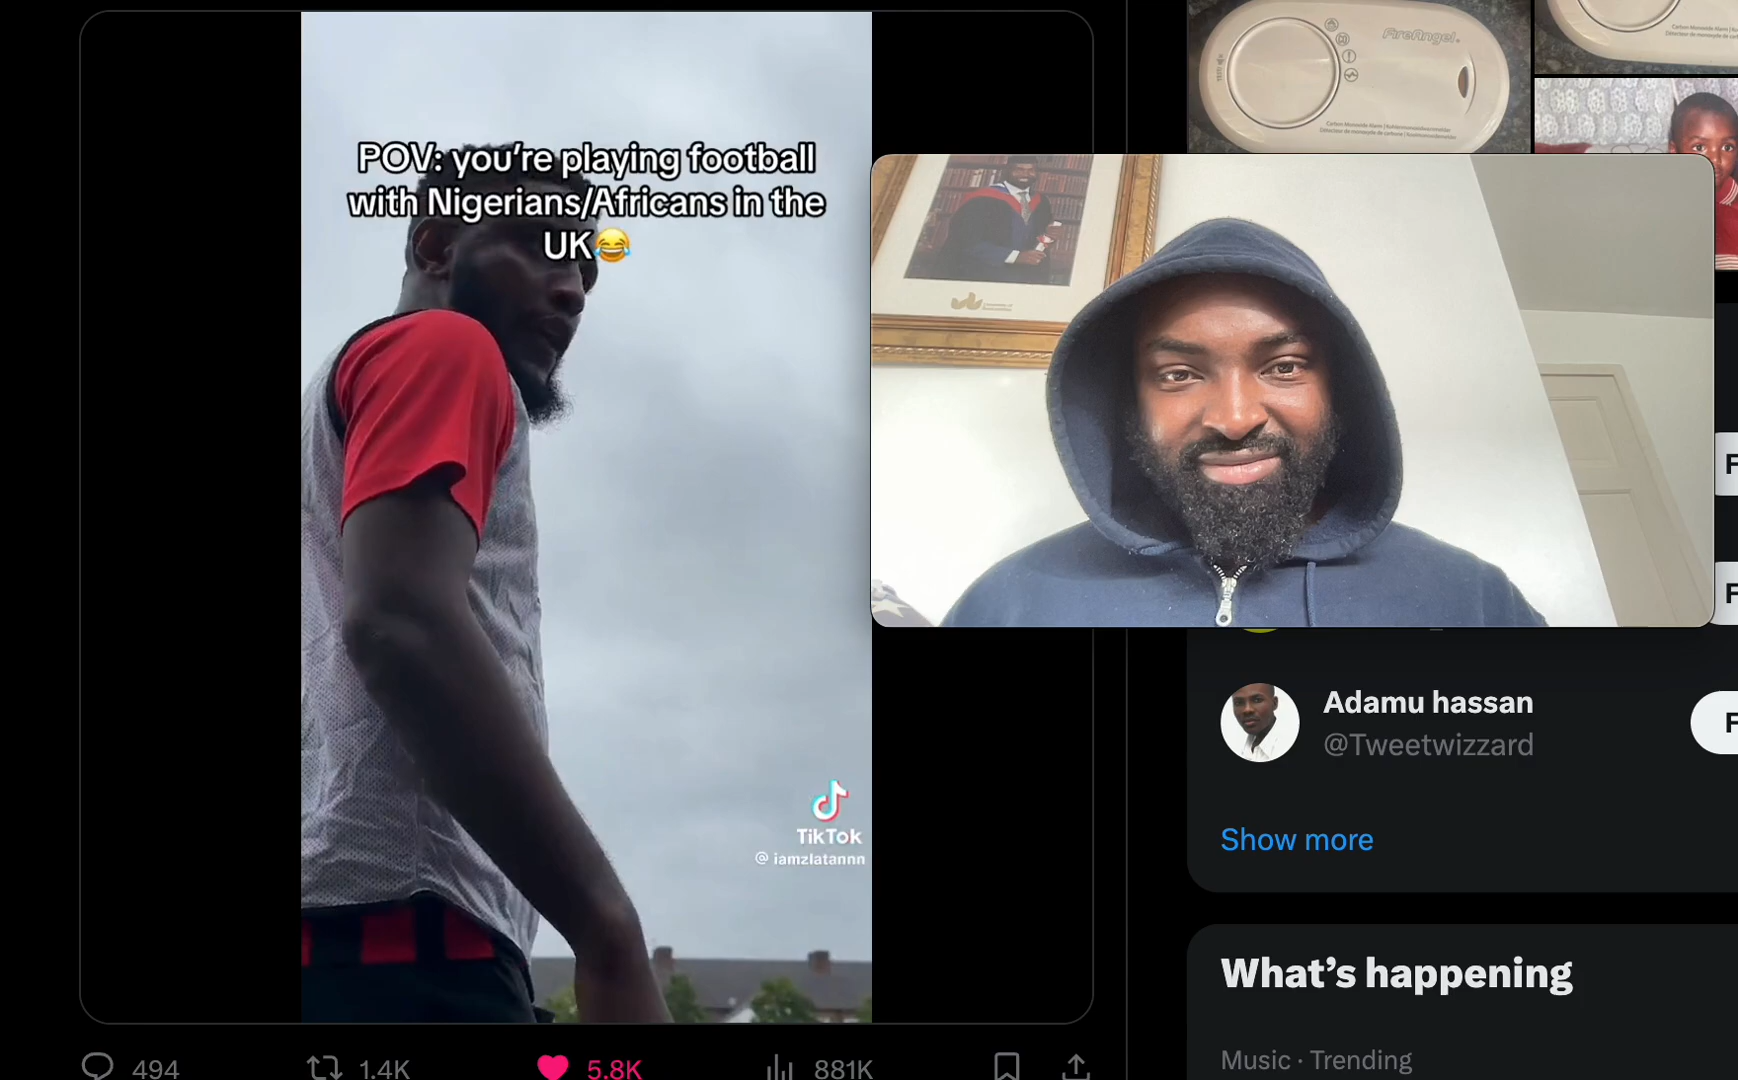 POV: you're playing football
with Nigerians/Africans in the
UK😂
TikTok
@ iamzlatannn
494
1.4K
5.8K
881K
FireAngel
Adamu hassan
@Tweetwizzard
F
F
F
Show more
What's happening
Music · Trending